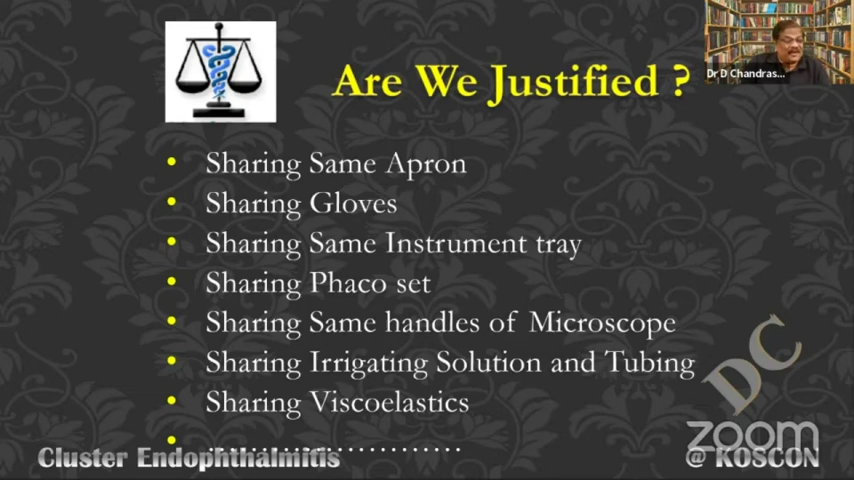 Are We Justified ?
Dr D Chandras...
• Sharing Same Apron
• Sharing Gloves
• Sharing Same Instrument tray
• Sharing Phaco set
• Sharing Same handles of Microscope
• Sharing Irrigating Solution and Tubing
• Sharing Viscoelastics
• ........................
DC
zoom
Cluster Endophthalmitis @ KOSCON